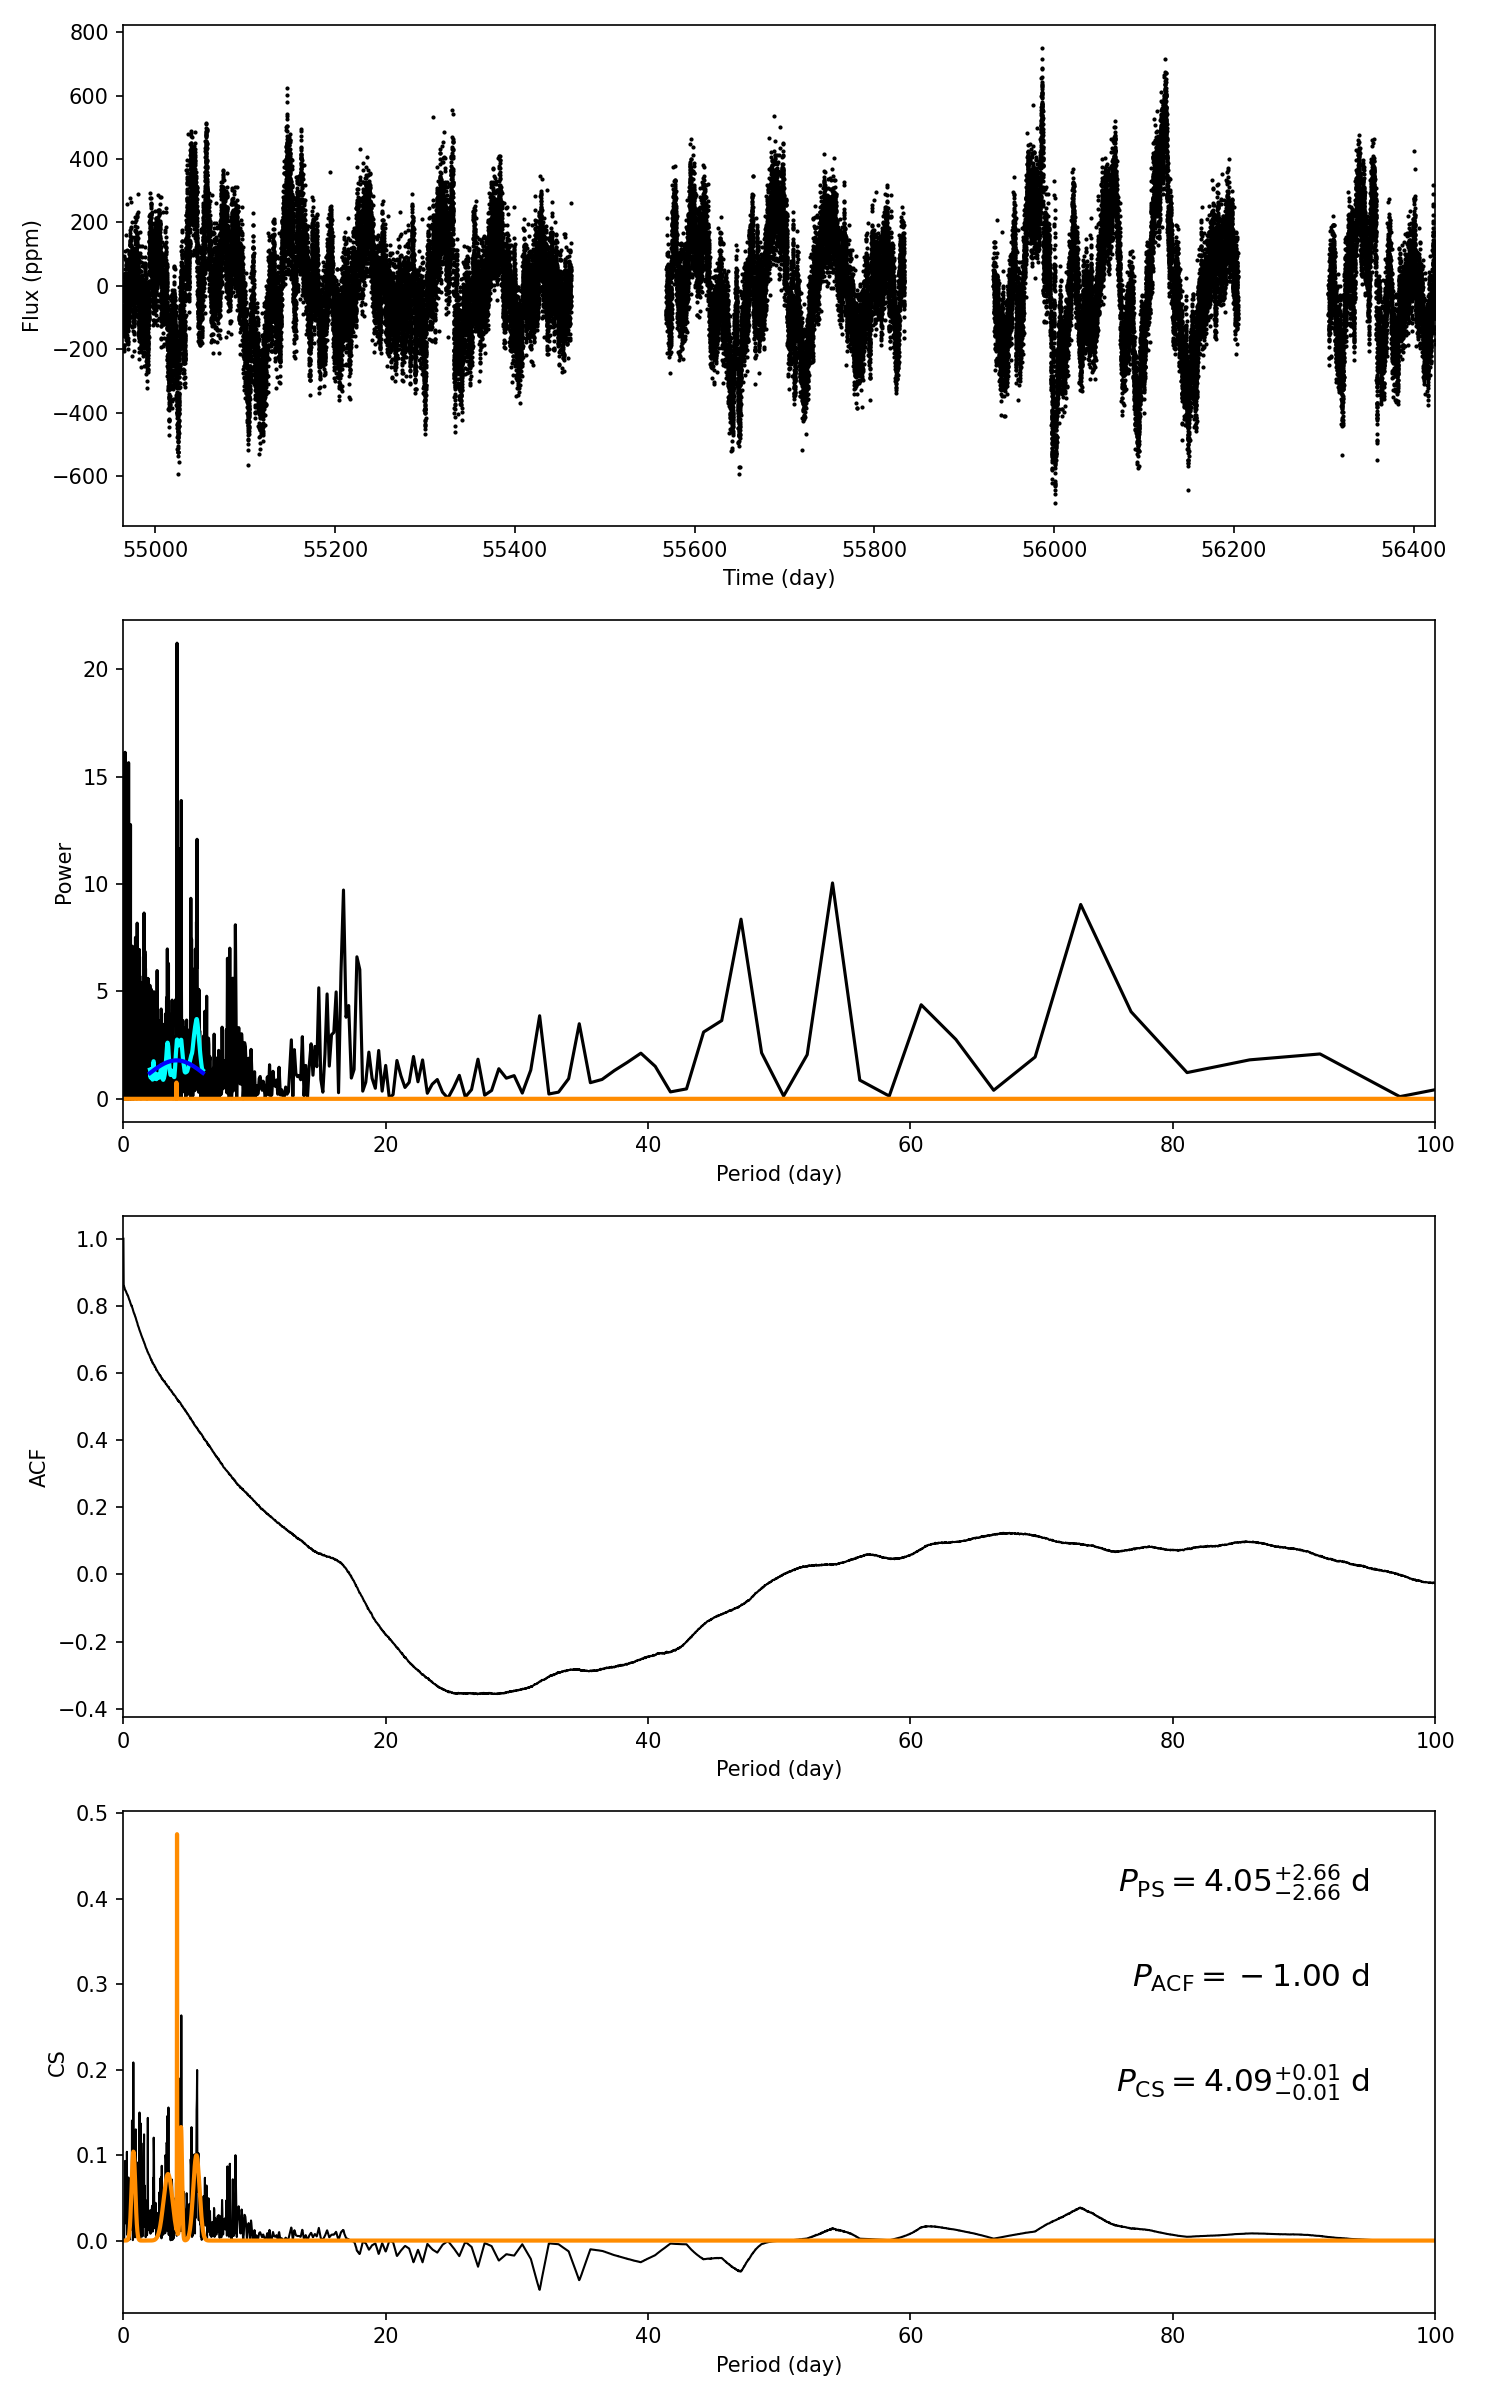 800
600
400
200
0
−200
−400
−600
Flux (ppm)
55000 55200 55400 55600 55800 56000 56200 56400
Time (day)
20
15
10
5
0
Power
0 20 40 60 80 100
Period (day)
1.0
0.8
0.6
0.4
0.2
0.0
−0.2
−0.4
ACF
0 20 40 60 80 100
Period (day)
0.5
0.4
0.3
0.2
0.1
0.0
CS
P_PS = 4.05^{+2.66}_{−2.66} d
P_ACF = −1.00 d
P_CS = 4.09^{+0.01}_{−0.01} d
0 20 40 60 80 100
Period (day)